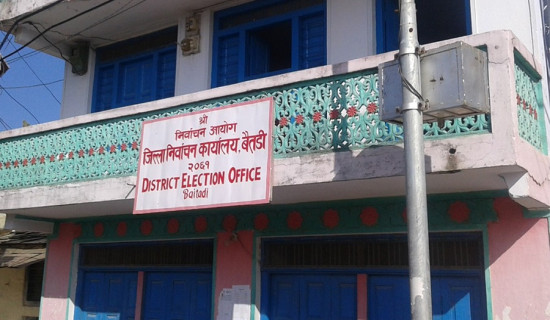 श्री
निर्वाचन आयोग
जिल्ला निर्वाचन कार्यालय, बैतडी
२०६१
DISTRICT ELECTION OFFICE
Baitadi